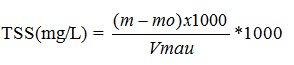 TSS(mg/L) = (m – mo)x1000 / Vmau *1000